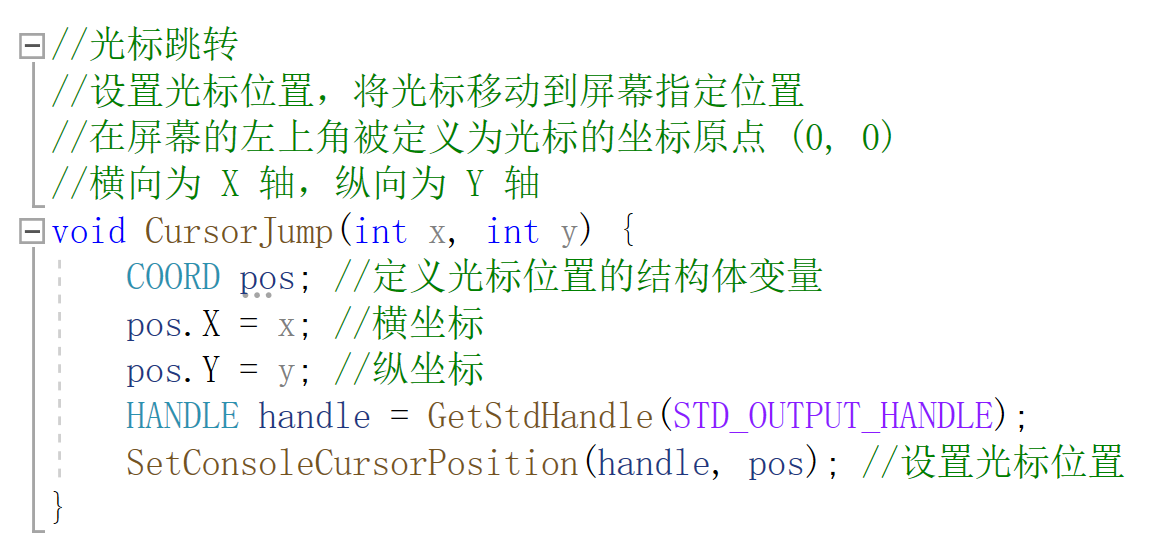 //光标跳转
//设置光标位置，将光标移动到屏幕指定位置
//在屏幕的左上角被定义为光标的坐标原点 (0, 0)
//横向为 X 轴，纵向为 Y 轴
void CursorJump(int x, int y) {
    COORD pos; //定义光标位置的结构体变量
    pos.X = x; //横坐标
    pos.Y = y; //纵坐标
    HANDLE handle = GetStdHandle(STD_OUTPUT_HANDLE);
    SetConsoleCursorPosition(handle, pos); //设置光标位置
}